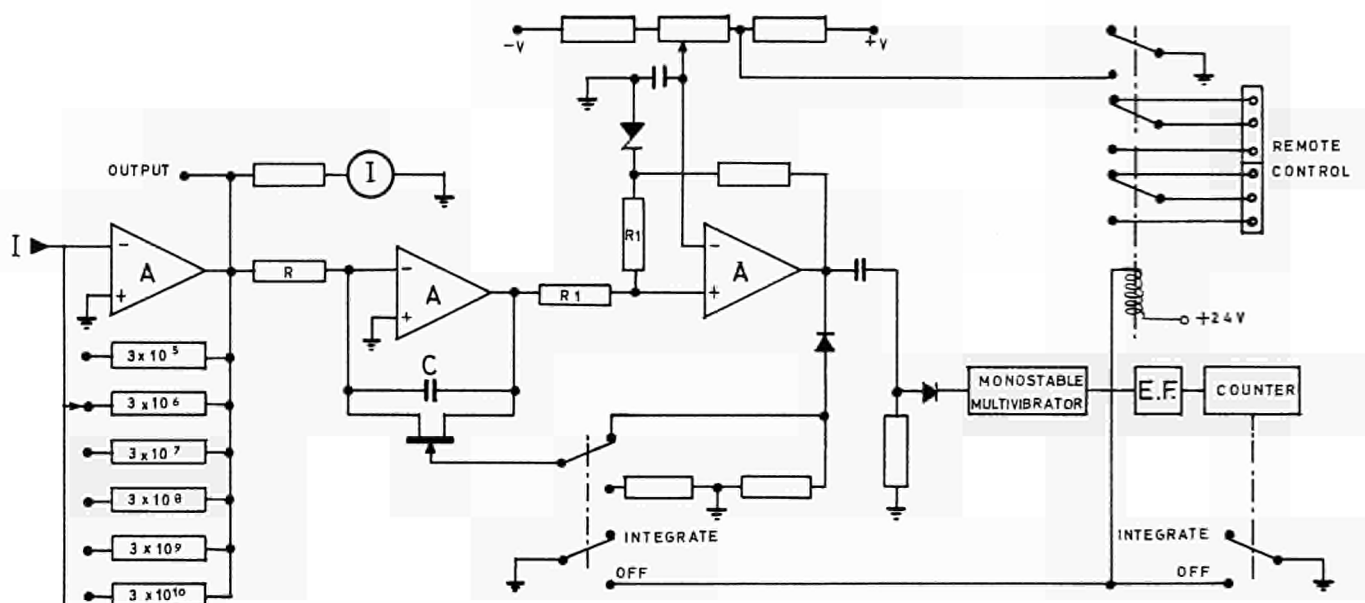 -V
+V
OUTPUT
I
REMOTE
CONTROL
R1
I
-
A
+
R
-
A
+
R1
-
A
+
+24V
3 x 10⁵
C
3 x 10⁶
MONOSTABLE
MULTIVIBRATOR
E.F.
COUNTER
3 x 10⁷
3 x 10⁸
3 x 10⁹
3 x 10¹⁰
INTEGRATE
OFF
INTEGRATE
OFF